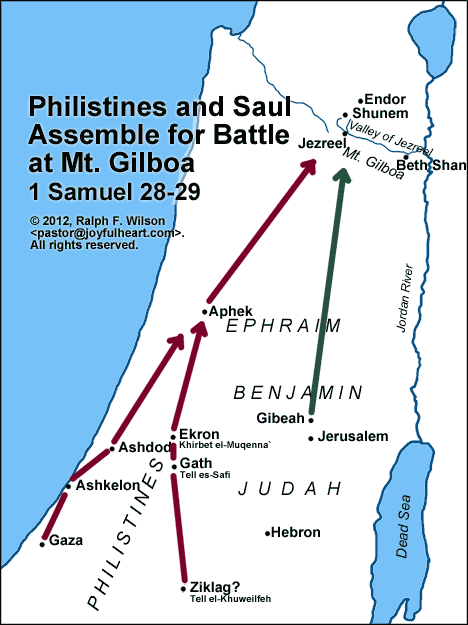 Philistines and Saul
Assemble for Battle
at Mt. Gilboa
1 Samuel 28-29
© 2012, Ralph F. Wilson
<pastor@joyfulheart.com>.
All rights reserved.
Endor
Shunem
Valley of Jezreel
Jezreel
Mt. Gilboa
Beth Shan
Jordan River
Aphek
EPHRAIM
BENJAMIN
Gibeah
Jerusalem
Ekron
Khirbet el-Muqenna`
Ashdod
Gath
Tell es-Safi
Ashkelon
PHILISTINES
JUDAH
Dead Sea
Hebron
Gaza
Ziklag?
Tell el-Khuweilfeh